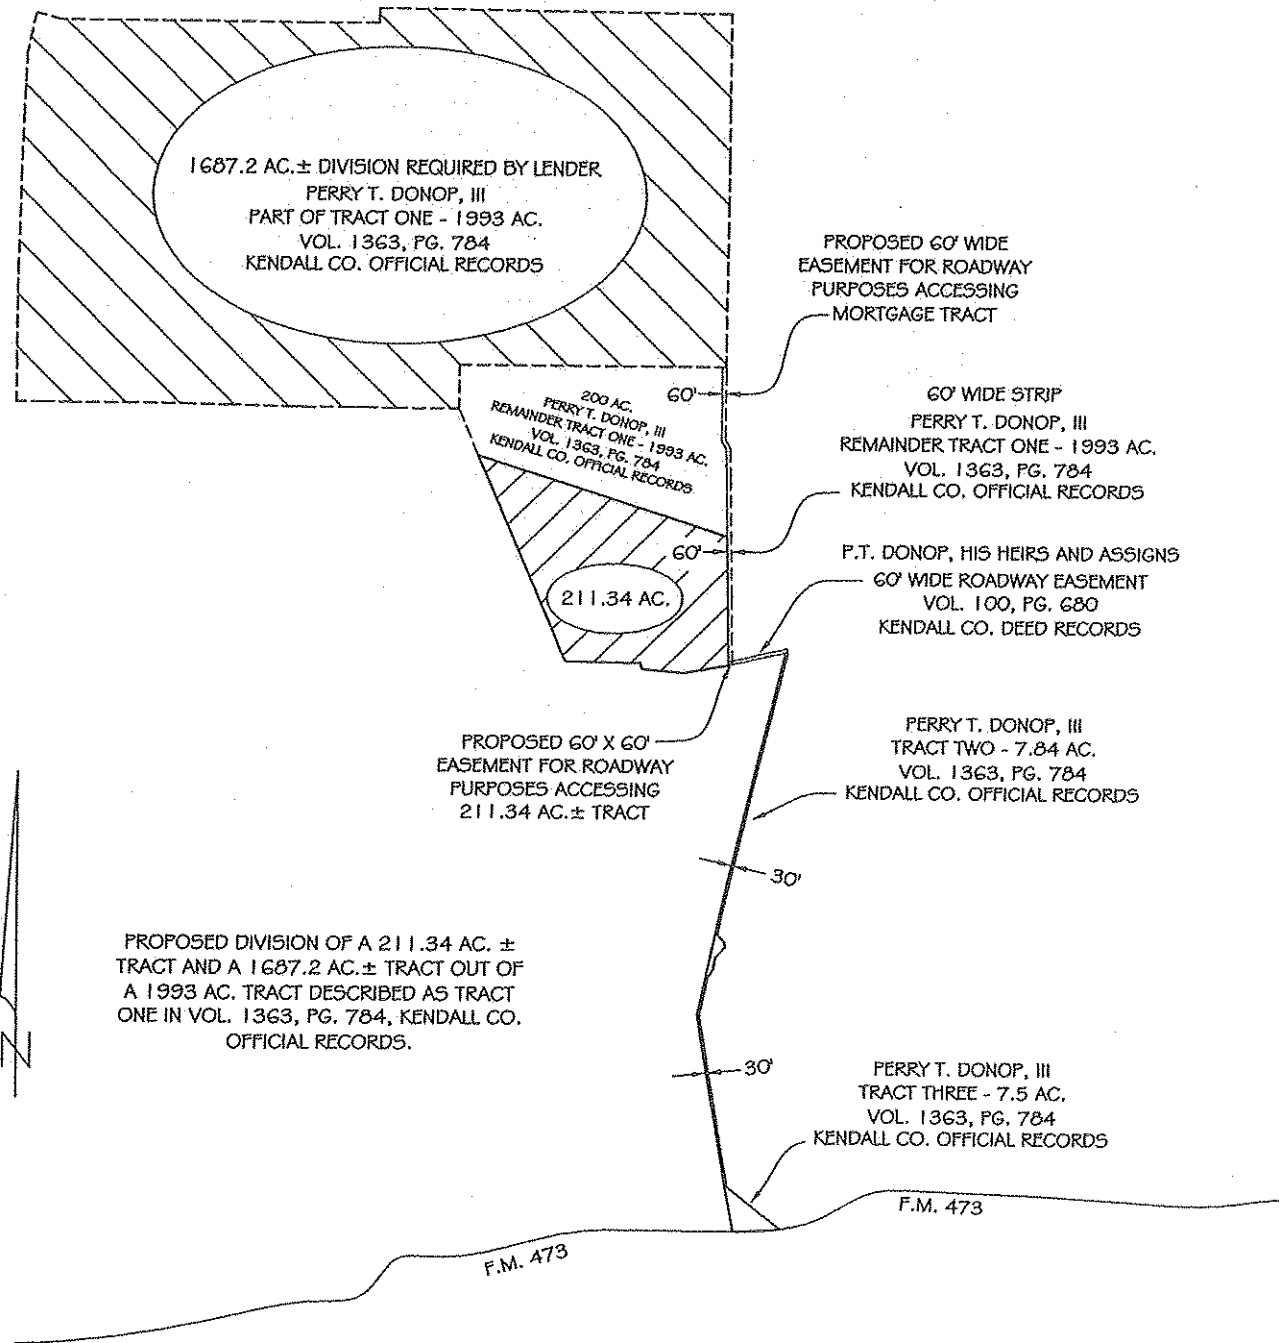 1687.2 AC.± DIVISION REQUIRED BY LENDER
PERRY T. DONOP, III
PART OF TRACT ONE - 1993 AC.
VOL. 1363, PG. 784
KENDALL CO. OFFICIAL RECORDS
PROPOSED 60' WIDE
EASEMENT FOR ROADWAY
PURPOSES ACCESSING
MORTGAGE TRACT
200 AC.
PERRY T. DONOP, III
REMAINDER TRACT ONE - 1993 AC.
VOL. 1363, PG. 784
KENDALL CO. OFFICIAL RECORDS
60'
60' WIDE STRIP
PERRY T. DONOP, III
REMAINDER TRACT ONE - 1993 AC.
VOL. 1363, PG. 784
KENDALL CO. OFFICIAL RECORDS
60'
211.34 AC.
P.T. DONOP, HIS HEIRS AND ASSIGNS
60' WIDE ROADWAY EASEMENT
VOL. 100, PG. 680
KENDALL CO. DEED RECORDS
PROPOSED 60' X 60'
EASEMENT FOR ROADWAY
PURPOSES ACCESSING
211.34 AC.± TRACT
PERRY T. DONOP, III
TRACT TWO - 7.84 AC.
VOL. 1363, PG. 784
KENDALL CO. OFFICIAL RECORDS
30'
PROPOSED DIVISION OF A 211.34 AC. ±
TRACT AND A 1687.2 AC.± TRACT OUT OF
A 1993 AC. TRACT DESCRIBED AS TRACT
ONE IN VOL. 1363, PG. 784, KENDALL CO.
OFFICIAL RECORDS.
N
30'
PERRY T. DONOP, III
TRACT THREE - 7.5 AC.
VOL. 1363, PG. 784
KENDALL CO. OFFICIAL RECORDS
F.M. 473
F.M. 473